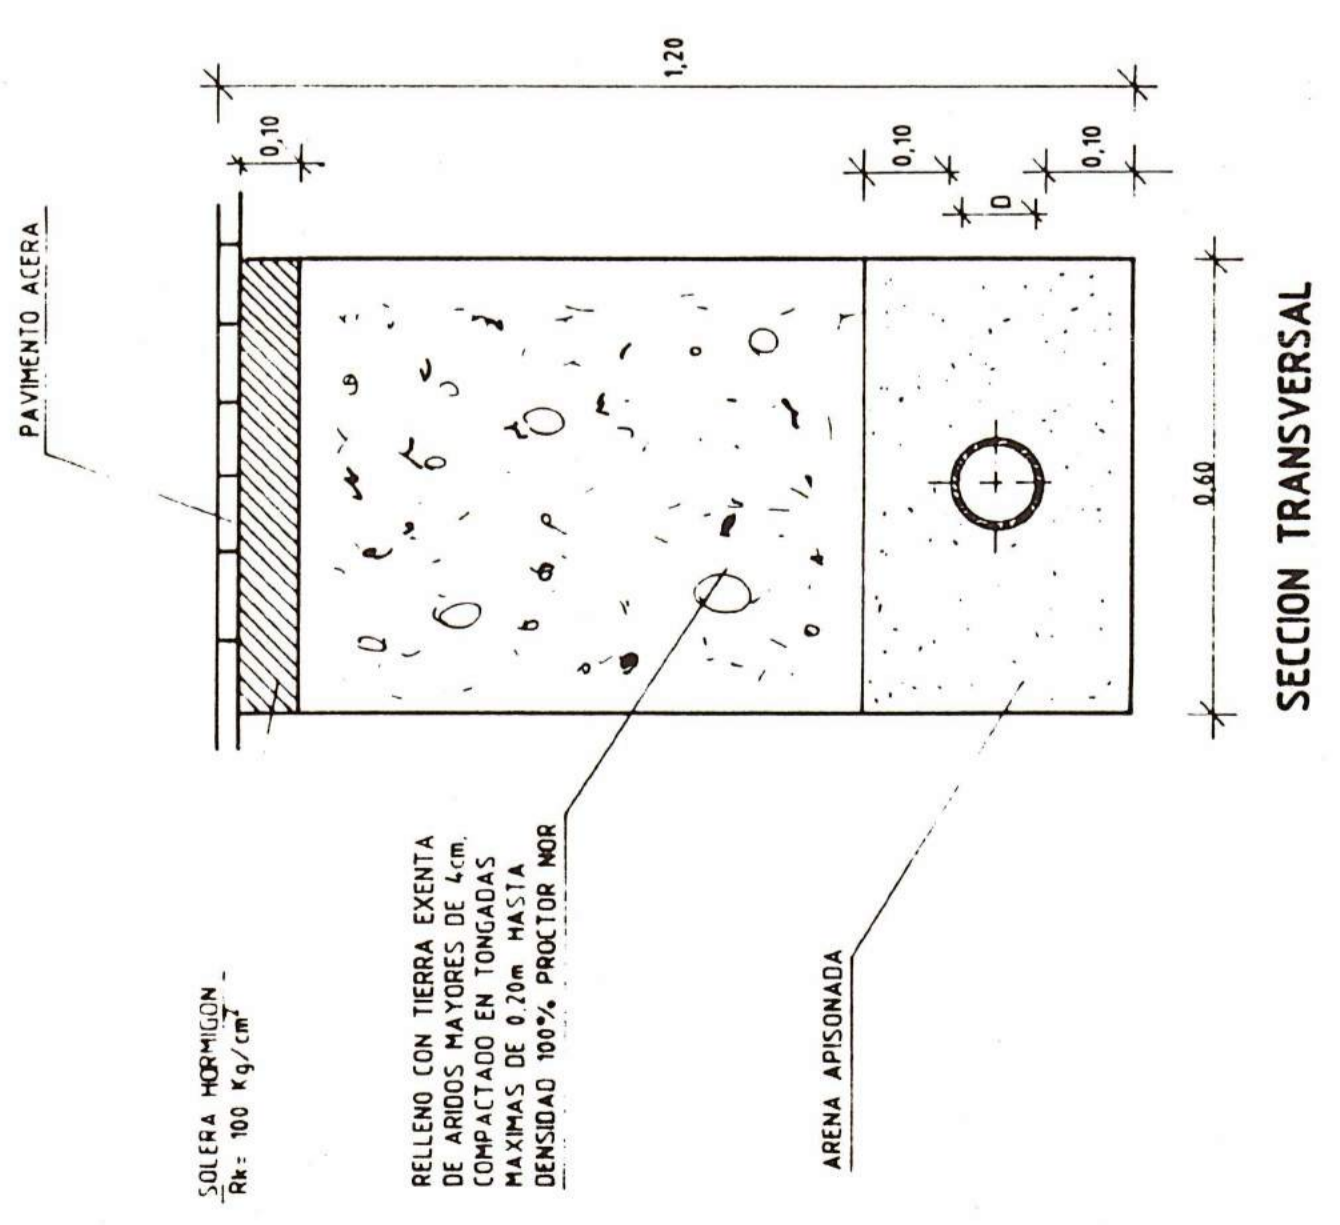 PAVIMENTO ACERA
SOLERA HORMIGON
Rk= 100 Kg/cm²
RELLENO CON TIERRA EXENTA
DE ARIDOS MAYORES DE 4cm.
COMPACTADO EN TONGADAS
MAXIMAS DE 0.20m HASTA
DENSIDAD 100% PROCTOR NOR
ARENA APISONADA
0,10
1,20
0,10
D
0,10
0,60
SECCION TRANSVERSAL